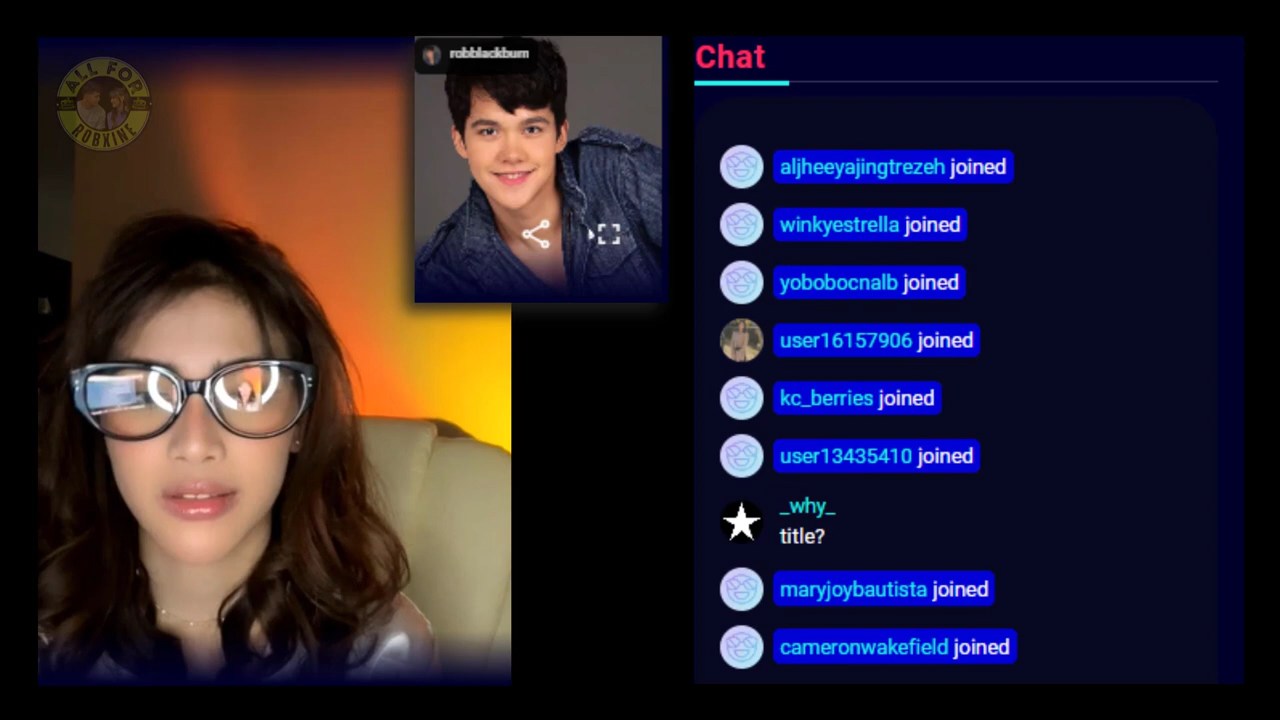 ALL FOR
ROBXINE
robblackburn
Chat
aljheeyajingtrezeh joined
winkyestrella joined
yobobocnalb joined
user16157906 joined
kc_berries joined
user13435410 joined
_why_
title?
maryjoybautista joined
cameronwakefield joined